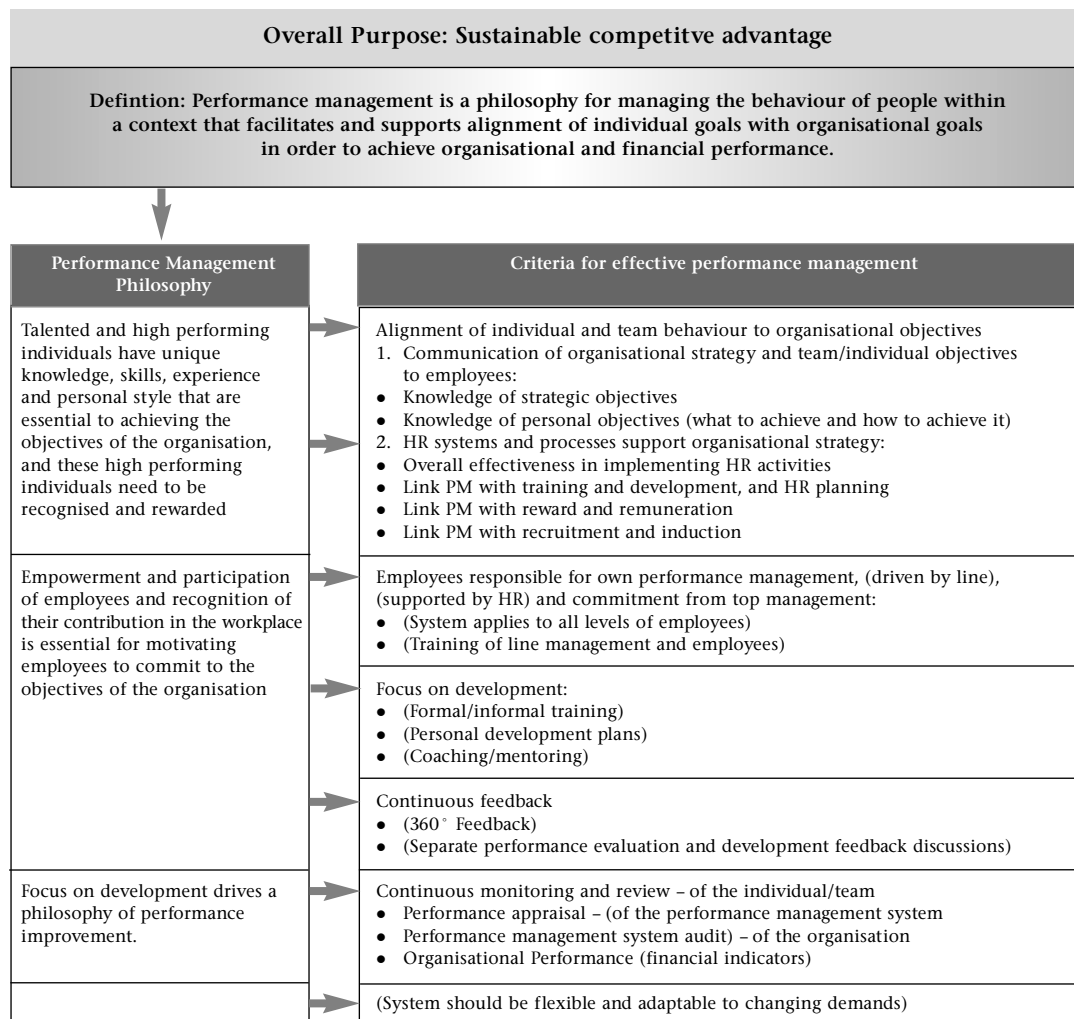 Overall Purpose: Sustainable competitve advantage
Defintion: Performance management is a philosophy for managing the behaviour of people within
a context that facilitates and supports alignment of individual goals with organisational goals
in order to achieve organisational and financial performance.
Performance Management
Philosophy
Criteria for effective performance management
Talented and high performing
individuals have unique
knowledge, skills, experience
and personal style that are
essential to achieving the
objectives of the organisation,
and these high performing
individuals need to be
recognised and rewarded
Alignment of individual and team behaviour to organisational objectives
1. Communication of organisational strategy and team/individual objectives
to employees:
● Knowledge of strategic objectives
● Knowledge of personal objectives (what to achieve and how to achieve it)
2. HR systems and processes support organisational strategy:
● Overall effectiveness in implementing HR activities
● Link PM with training and development, and HR planning
● Link PM with reward and remuneration
● Link PM with recruitment and induction
Empowerment and participation
of employees and recognition of
their contribution in the workplace
is essential for motivating
employees to commit to the
objectives of the organisation
Employees responsible for own performance management, (driven by line),
(supported by HR) and commitment from top management:
● (System applies to all levels of employees)
● (Training of line management and employees)
Focus on development:
● (Formal/informal training)
● (Personal development plans)
● (Coaching/mentoring)
Continuous feedback
● (360° Feedback)
● (Separate performance evaluation and development feedback discussions)
Focus on development drives a
philosophy of performance
improvement.
Continuous monitoring and review – of the individual/team
● Performance appraisal – (of the performance management system
● Performance management system audit) – of the organisation
● Organisational Performance (financial indicators)
(System should be flexible and adaptable to changing demands)